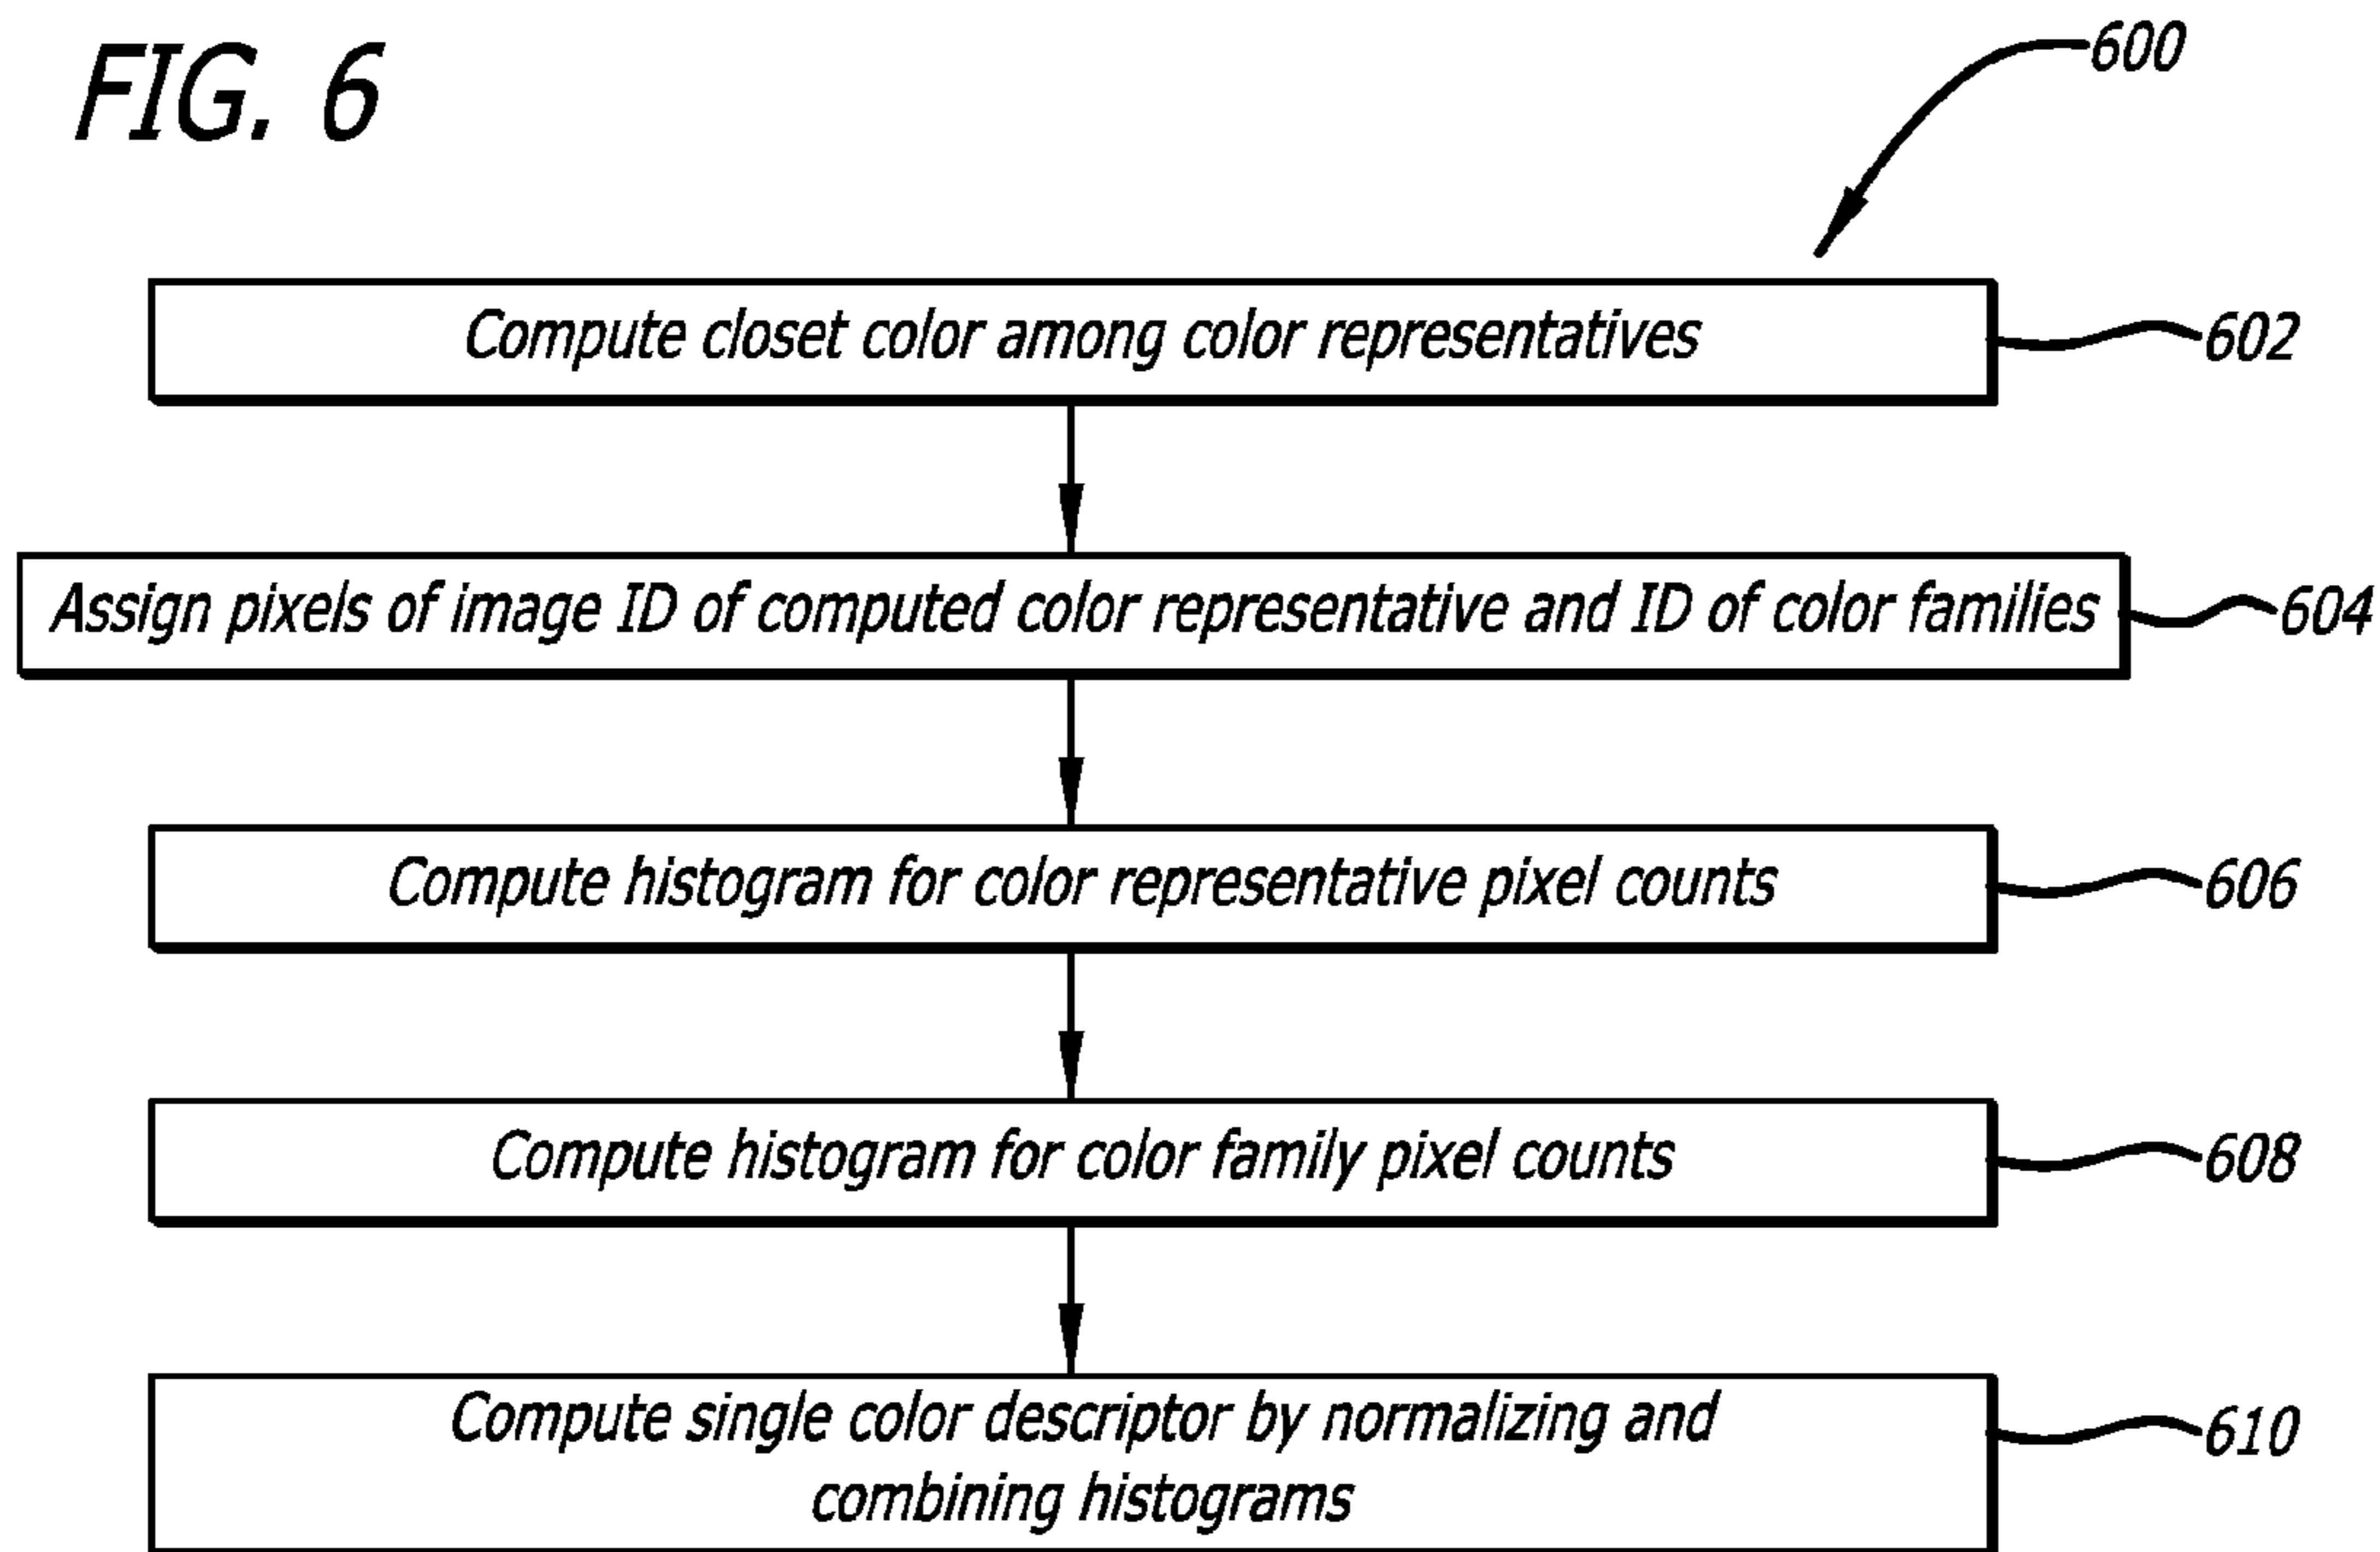 FIG. 6
600
Compute closet color among color representatives
602
Assign pixels of image ID of computed color representative and ID of color families
604
Compute histogram for color representative pixel counts
606
Compute histogram for color family pixel counts
608
Compute single color descriptor by normalizing and
combining histograms
610